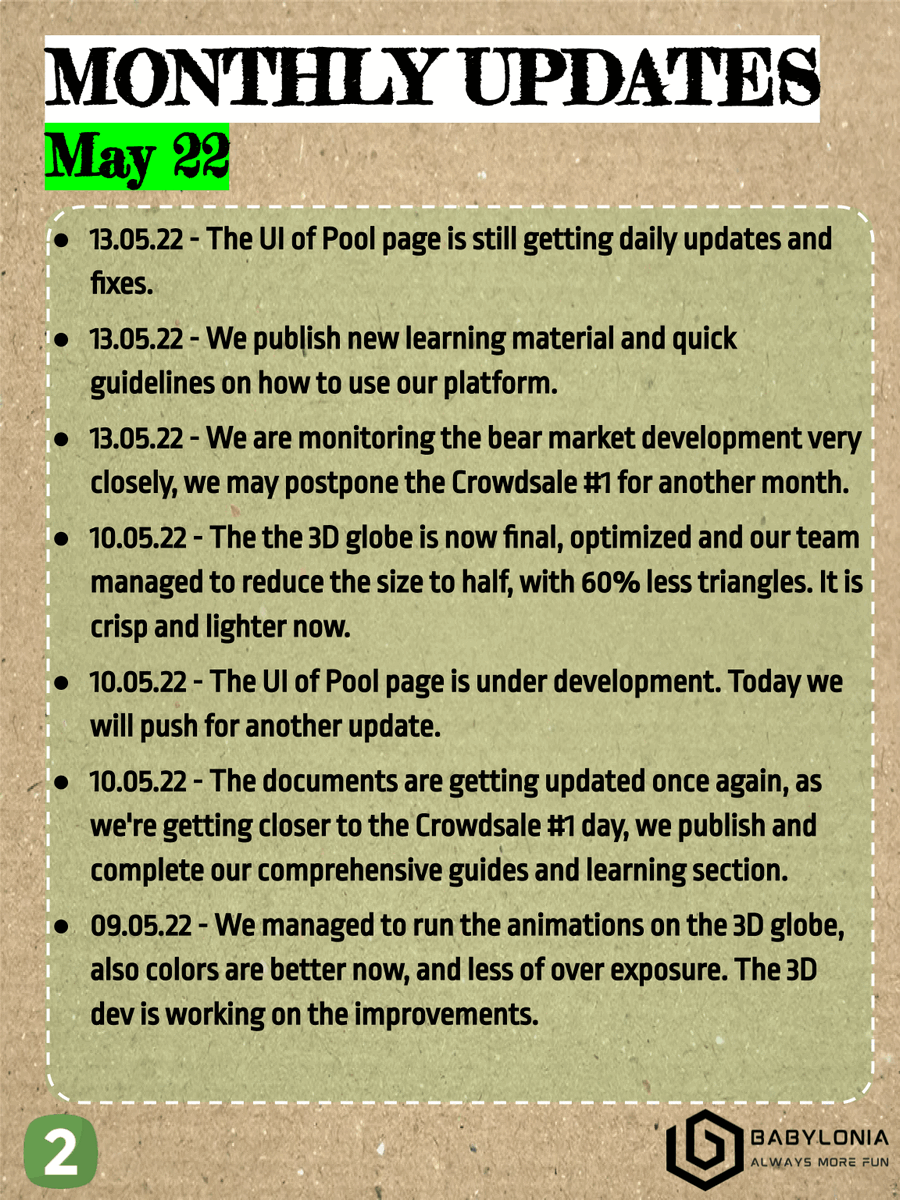 MONTHLY UPDATES
May 22
● 13.05.22 - The UI of Pool page is still getting daily updates and
fixes.
● 13.05.22 - We publish new learning material and quick
guidelines on how to use our platform.
● 13.05.22 - We are monitoring the bear market development very
closely, we may postpone the Crowdsale #1 for another month.
● 10.05.22 - The the 3D globe is now final, optimized and our team
managed to reduce the size to half, with 60% less triangles. It is
crisp and lighter now.
● 10.05.22 - The UI of Pool page is under development. Today we
will push for another update.
● 10.05.22 - The documents are getting updated once again, as
we're getting closer to the Crowdsale #1 day, we publish and
complete our comprehensive guides and learning section.
● 09.05.22 - We managed to run the animations on the 3D globe,
also colors are better now, and less of over exposure. The 3D
dev is working on the improvements.
2
BABYLONIA
ALWAYS MORE FUN